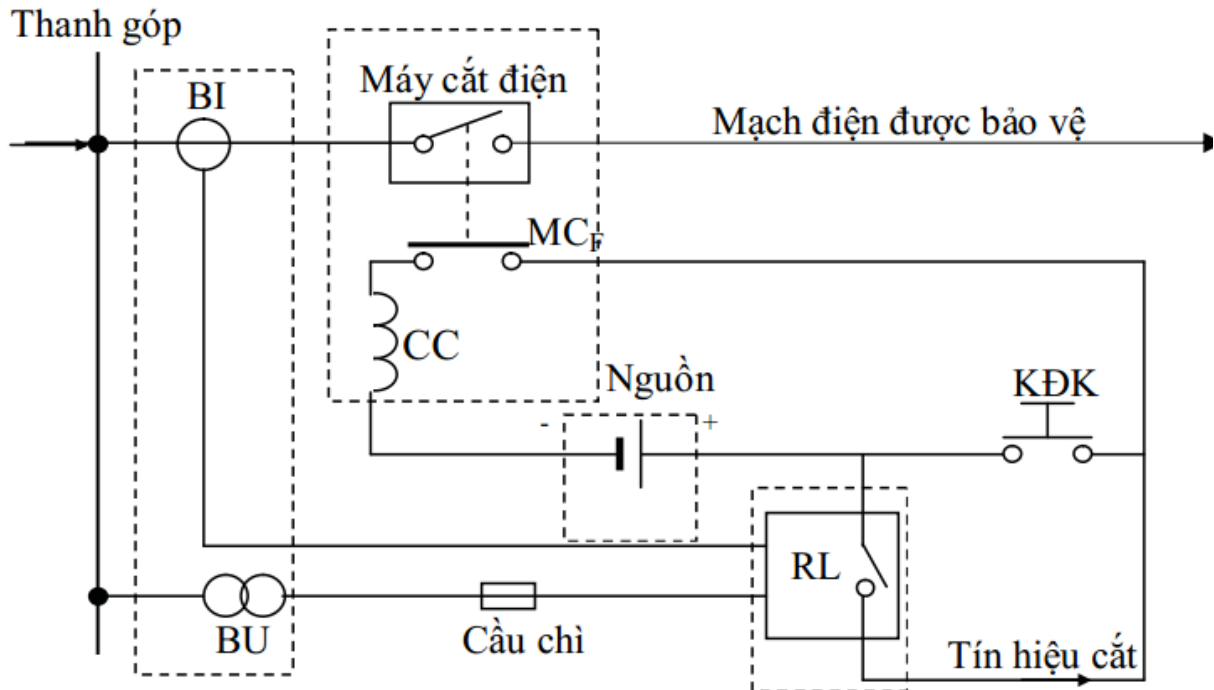 Thanh góp
BI
Máy cắt điện
Mạch điện được bảo vệ
MCF
CC
Nguồn
KĐK
- +
RL
BU
Cầu chì
Tín hiệu cắt